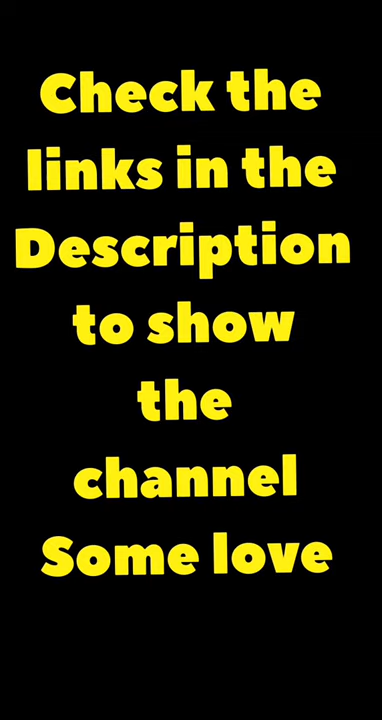 Check the
links in the
Description
to show
the
channel
Some love